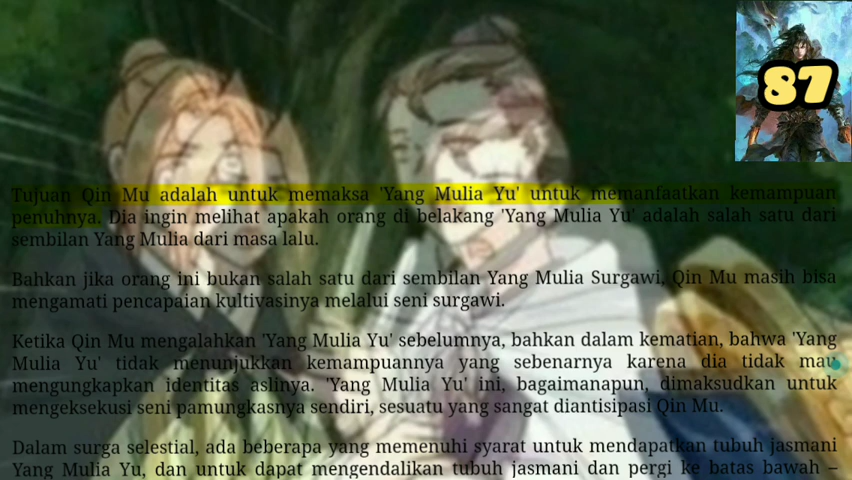 87
Tujuan Qin Mu adalah untuk memaksa 'Yang Mulia Yu' untuk memanfaatkan kemampuan
penuhnya. Dia ingin melihat apakah orang di belakang 'Yang Mulia Yu' adalah salah satu dari
sembilan Yang Mulia dari masa lalu.
Bahkan jika orang ini bukan salah satu dari sembilan Yang Mulia Surgawi, Qin Mu masih bisa
mengamati pencapaian kultivasinya melalui seni surgawi.
Ketika Qin Mu mengalahkan 'Yang Mulia Yu' sebelumnya, bahkan dalam kematian, bahwa 'Yang
Mulia Yu' tidak menunjukkan kemampuannya yang sebenarnya karena dia tidak mau
mengungkapkan identitas aslinya. 'Yang Mulia Yu' ini, bagaimanapun, dimaksudkan untuk
mengeksekusi seni pamungkasnya sendiri, sesuatu yang sangat diantisipasi Qin Mu.
Dalam surga selestial, ada beberapa yang memenuhi syarat untuk mendapatkan tubuh jasmani
Yang Mulia Yu, dan untuk dapat mengendalikan tubuh jasmani dan pergi ke batas bawah –